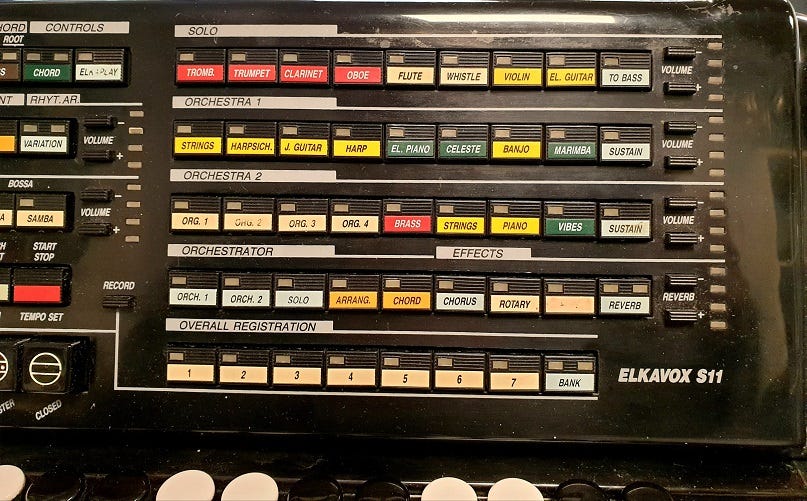 HORD CONTROLS
ROOT
CHORD
SOLO
TROMB. TRUMPET CLARINET OBOE FLUTE WHISTLE VIOLIN EL. GUITAR TO BASS
VOLUME
- +
RHYT. AR.
VARIATION
VOLUME
- +
ORCHESTRA 1
STRINGS HARPSICH. J. GUITAR HARP EL. PIANO CELESTE BANJO MARIMBA SUSTAIN
VOLUME
- +
BOSSA
SAMBA
VOLUME
- +
ORCHESTRA 2
ORG. 1 ORG. 2 ORG. 3 ORG. 4 BRASS STRINGS PIANO VIBES SUSTAIN
VOLUME
- +
START
STOP
TEMPO SET
RECORD
ORCHESTRATOR EFFECTS
ORCH. 1 ORCH. 2 SOLO ARRANG. CHORD CHORUS ROTARY REVERB
REVERB
- +
OVERALL REGISTRATION
1 2 3 4 5 6 7 BANK
ELKAVOX S11
CLOSED